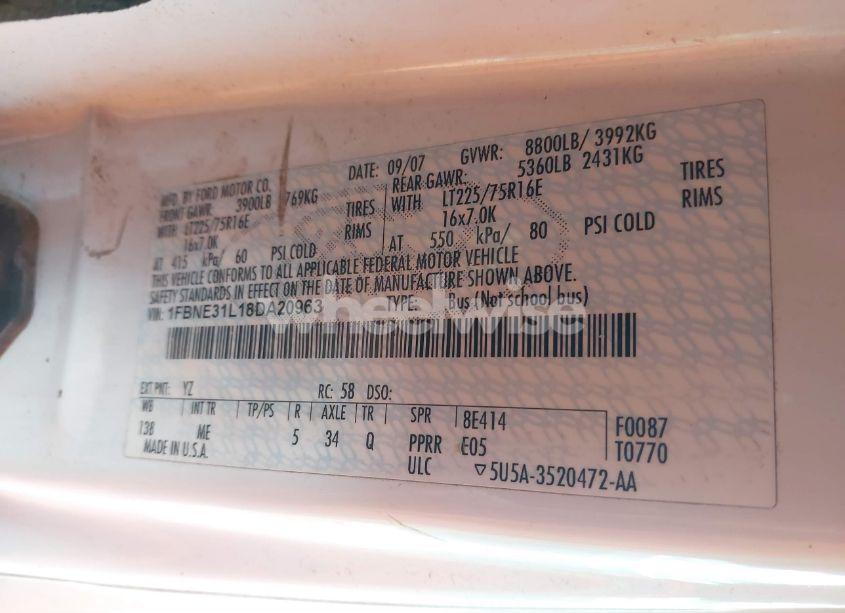 MFD. BY FORD MOTOR CO. DATE: 09/07 GVWR: 8800LB/ 3992KG
FRONT GAWR: 3900LB 769KG REAR GAWR: 5360LB 2431KG
WITH LT225/75R16E TIRES WITH LT225/75R16E TIRES
16x7.0K RIMS 16x7.0K RIMS
AT 415 kPa/ 60 PSI COLD AT 550 kPa/ 80 PSI COLD
THIS VEHICLE CONFORMS TO ALL APPLICABLE FEDERAL MOTOR VEHICLE
SAFETY STANDARDS IN EFFECT ON THE DATE OF MANUFACTURE SHOWN ABOVE.
VIN: 1FBNE31L18DA20963 TYPE: Bus (Not school bus)
wheelwise
EXT PNT: YZ RC: 58 DSO:
WB INT TR TP/PS R AXLE TR SPR 8E414 F0087
138 ME 5 34 Q PPRR E05 T0770
MADE IN U.S.A. ULC ▽5U5A-3520472-AA